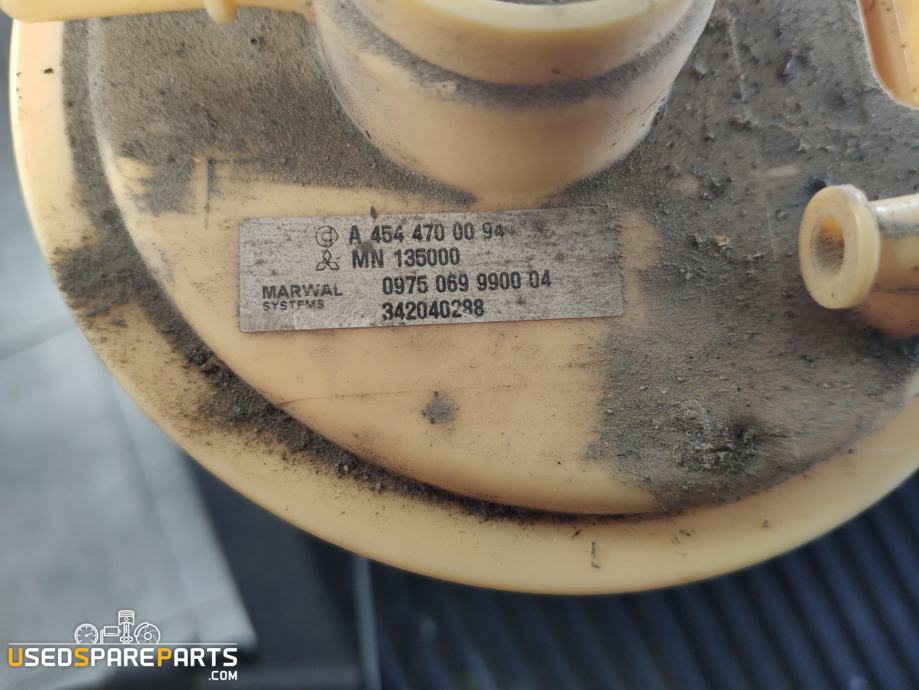 A 454 470 00 94
MN 135000
MARWAL SYSTEMS
0975 069 9900 04
342040288
USEDSPAREPARTS
.COM